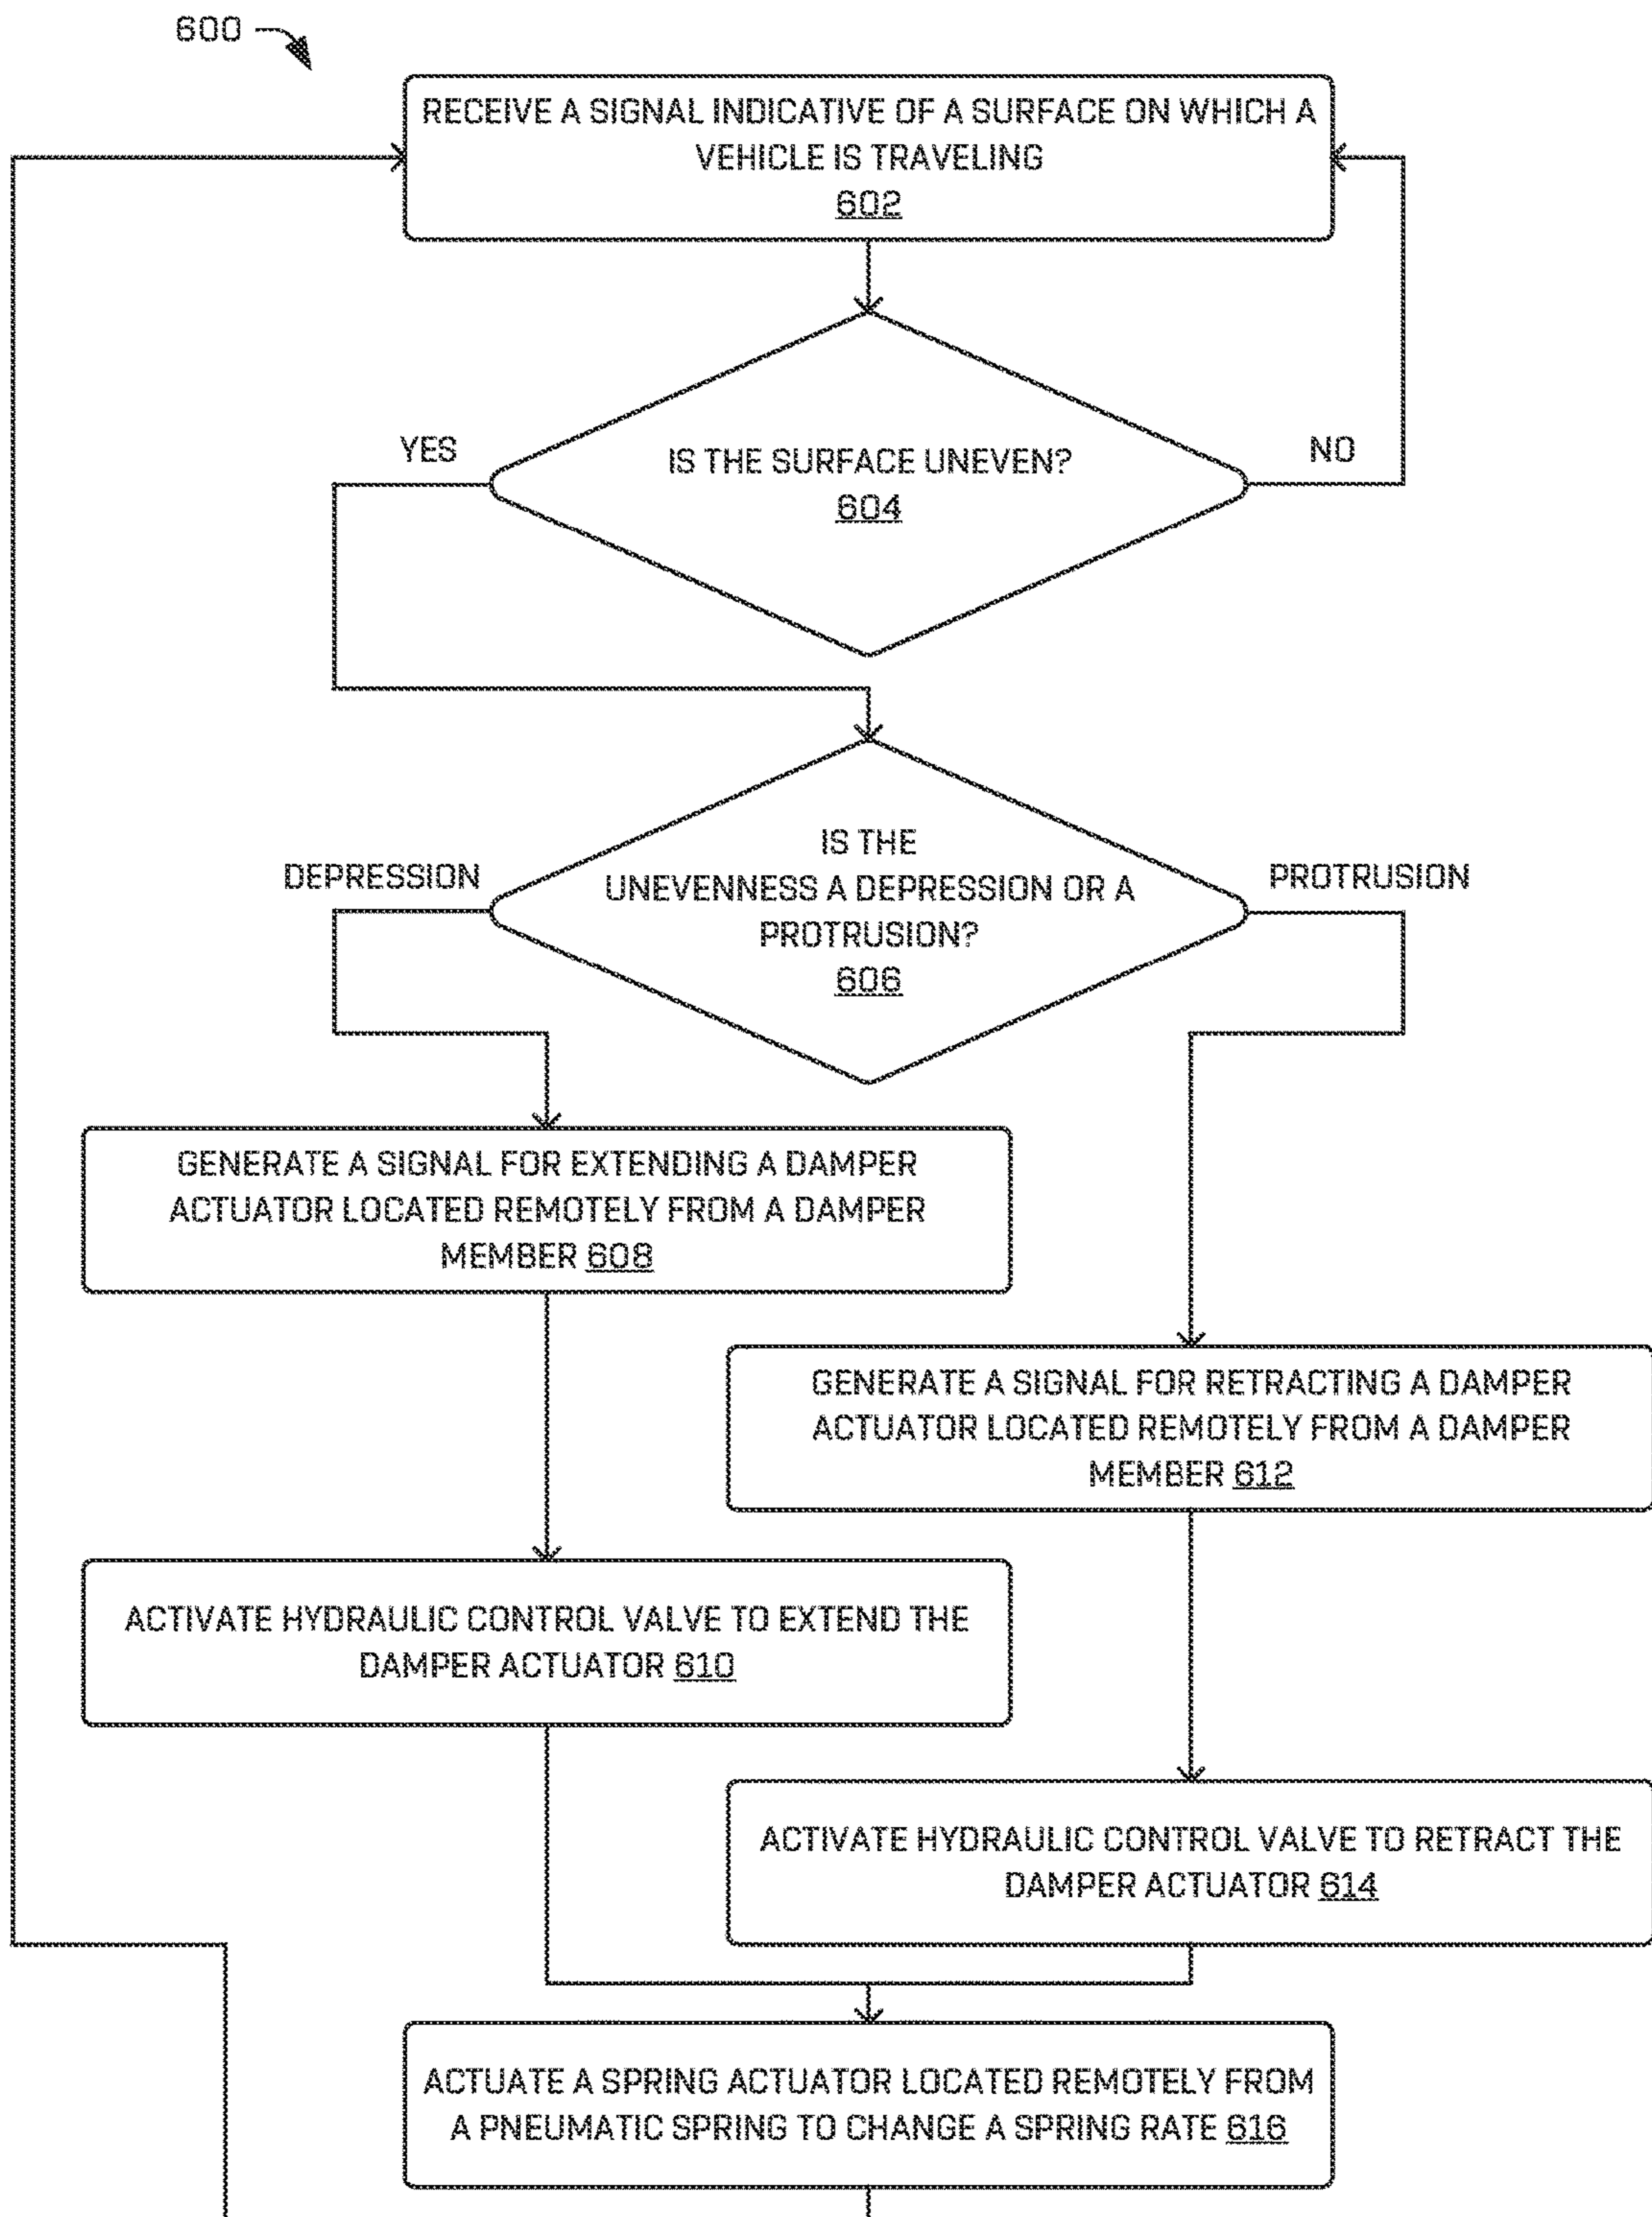 600
RECEIVE A SIGNAL INDICATIVE OF A SURFACE ON WHICH A
VEHICLE IS TRAVELING
602
YES
IS THE SURFACE UNEVEN?
604
NO
DEPRESSION
IS THE
UNEVENNESS A DEPRESSION OR A
PROTRUSION?
606
PROTRUSION
GENERATE A SIGNAL FOR EXTENDING A DAMPER
ACTUATOR LOCATED REMOTELY FROM A DAMPER
MEMBER 608
GENERATE A SIGNAL FOR RETRACTING A DAMPER
ACTUATOR LOCATED REMOTELY FROM A DAMPER
MEMBER 612
ACTIVATE HYDRAULIC CONTROL VALVE TO EXTEND THE
DAMPER ACTUATOR 610
ACTIVATE HYDRAULIC CONTROL VALVE TO RETRACT THE
DAMPER ACTUATOR 614
ACTUATE A SPRING ACTUATOR LOCATED REMOTELY FROM
A PNEUMATIC SPRING TO CHANGE A SPRING RATE 616